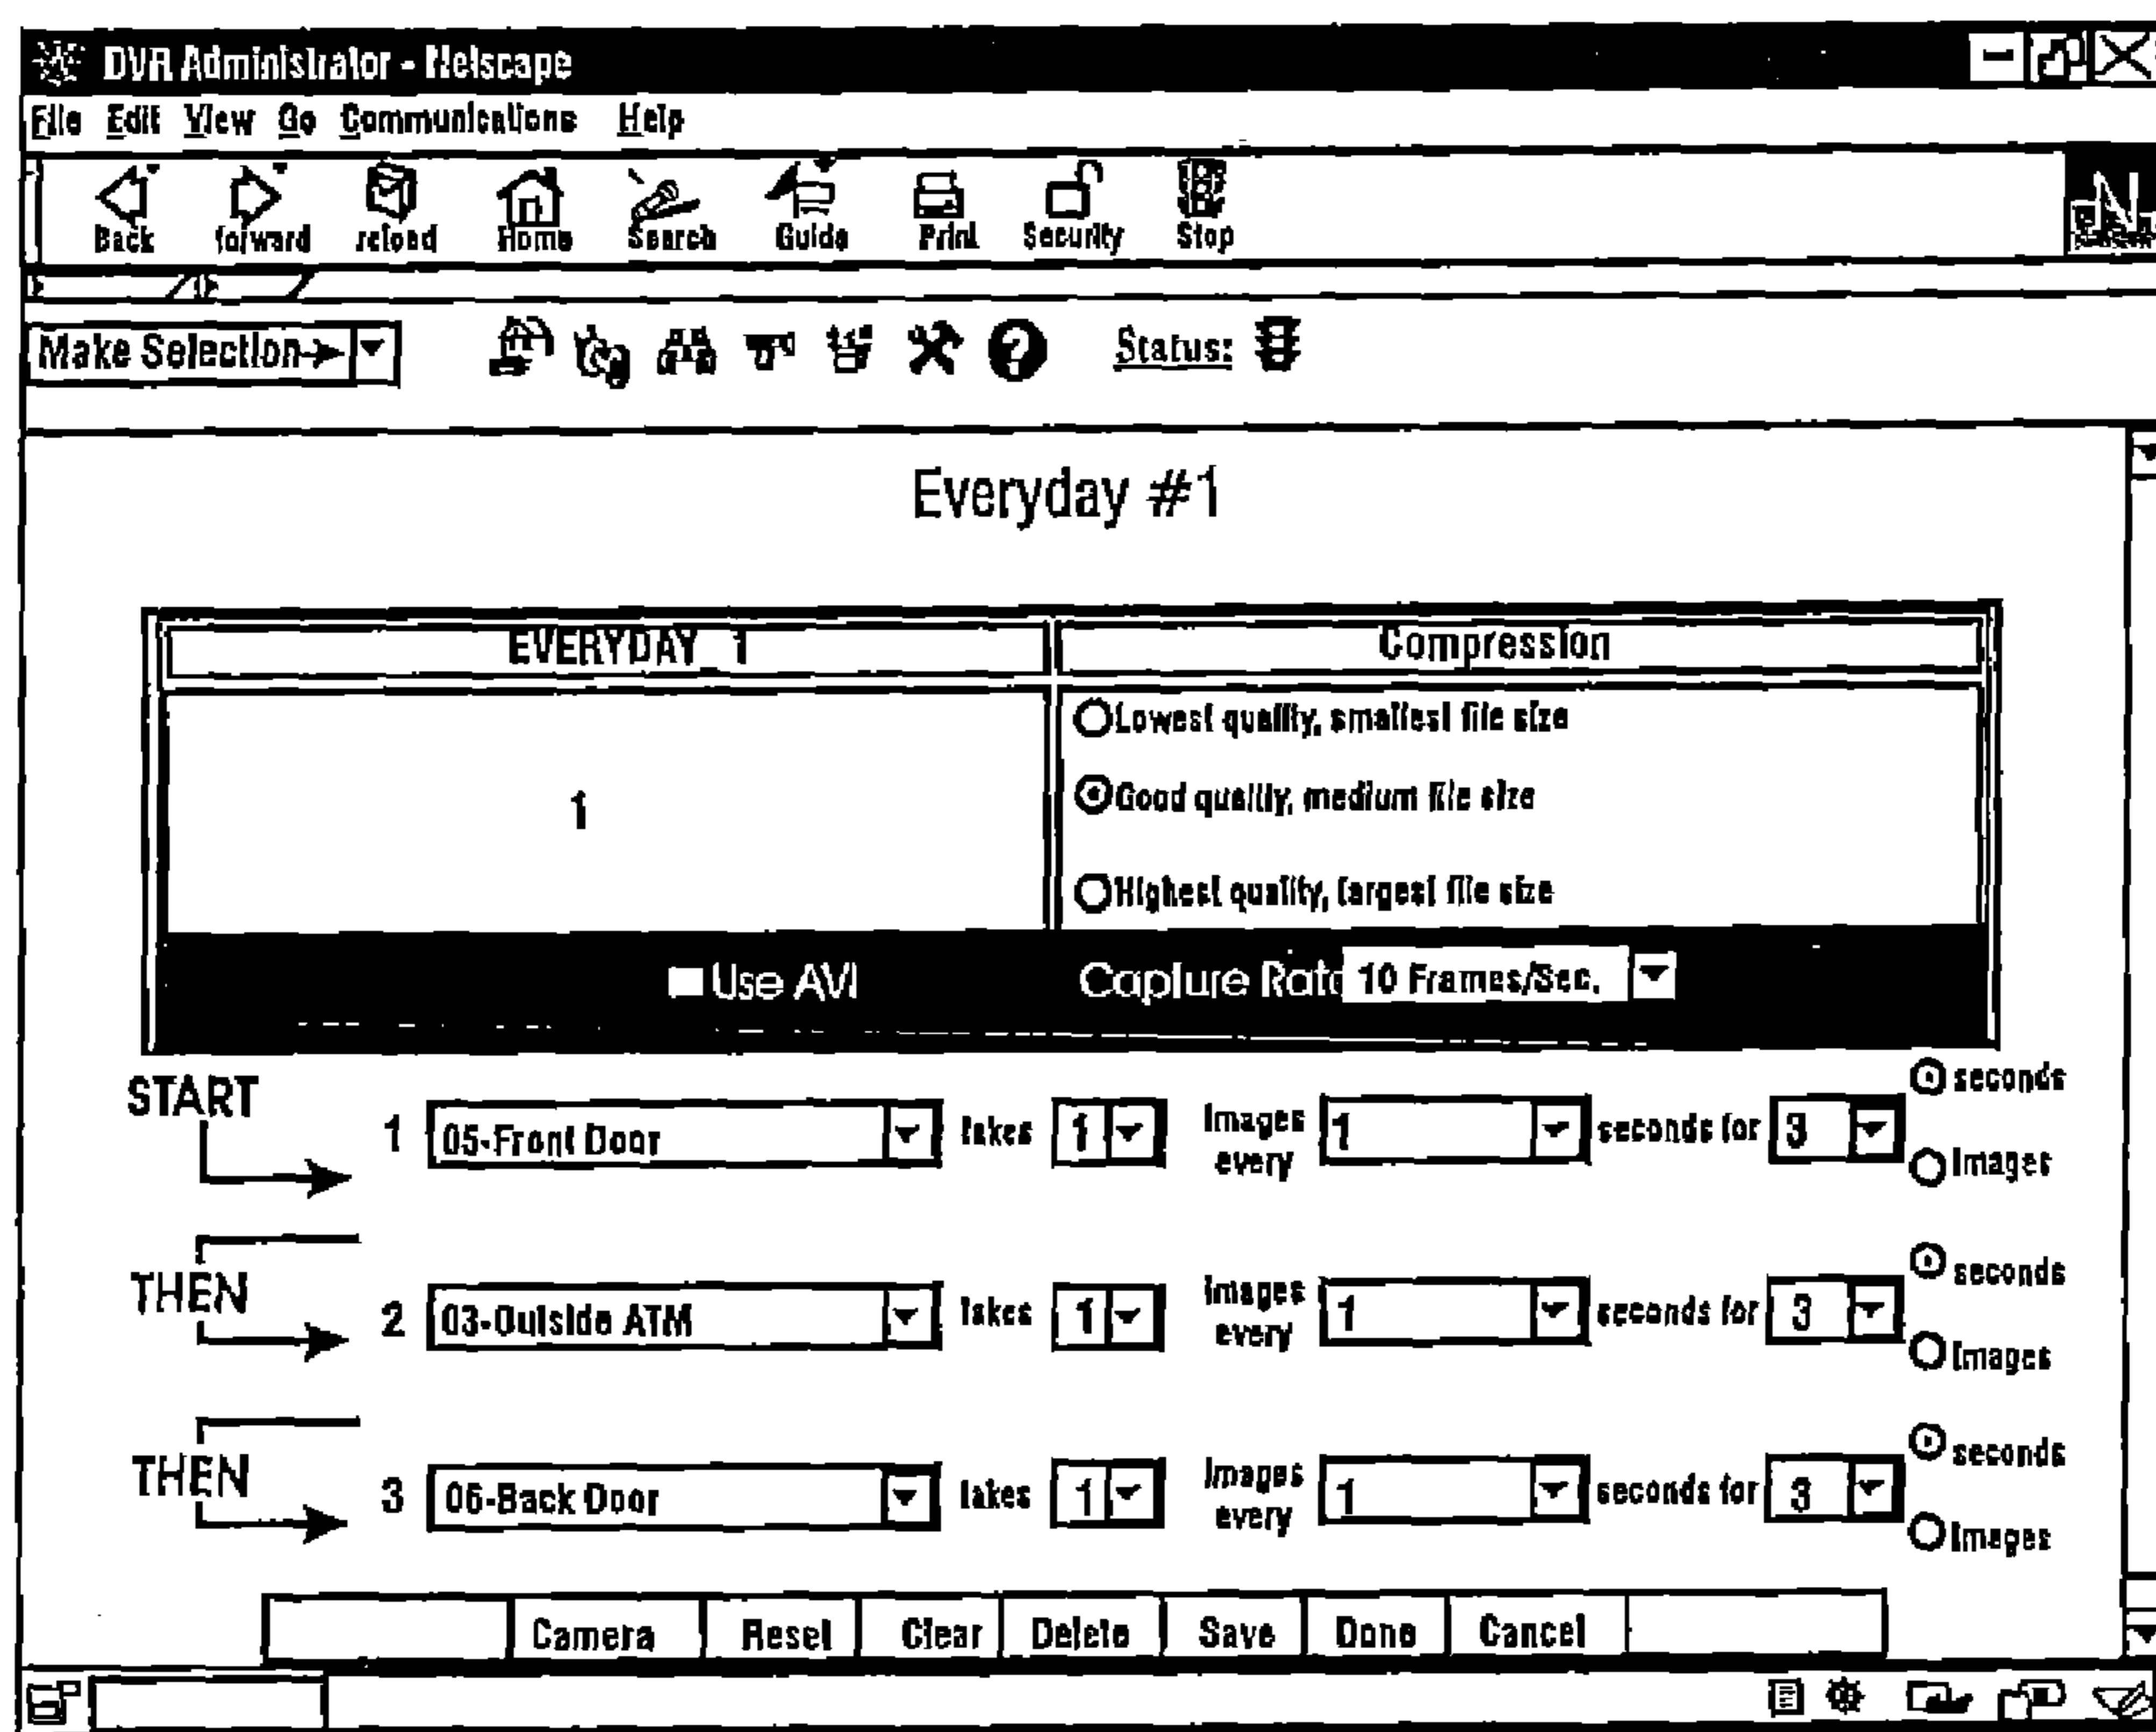 DVR Administrator - Netscape
File Edit View Go Communications Help
Back forward reload Home Search Guide Print Security Stop
N
Make Selection-> Status:
Everyday #1
EVERYDAY_1 Compression
Lowest quality, smallest file size
1 Good quality, medium file size
Highest quality, largest file size
Use AVI Capture Rate 10 Frames/Sec.
START 1 05-Front Door takes 1 Images every 1 seconds for 3 seconds Images
THEN 2 03-Outside ATM takes 1 Images every 1 seconds for 3 seconds Images
THEN 3 06-Back Door takes 1 Images every 1 seconds for 3 seconds Images
Camera Reset Clear Delete Save Done Cancel